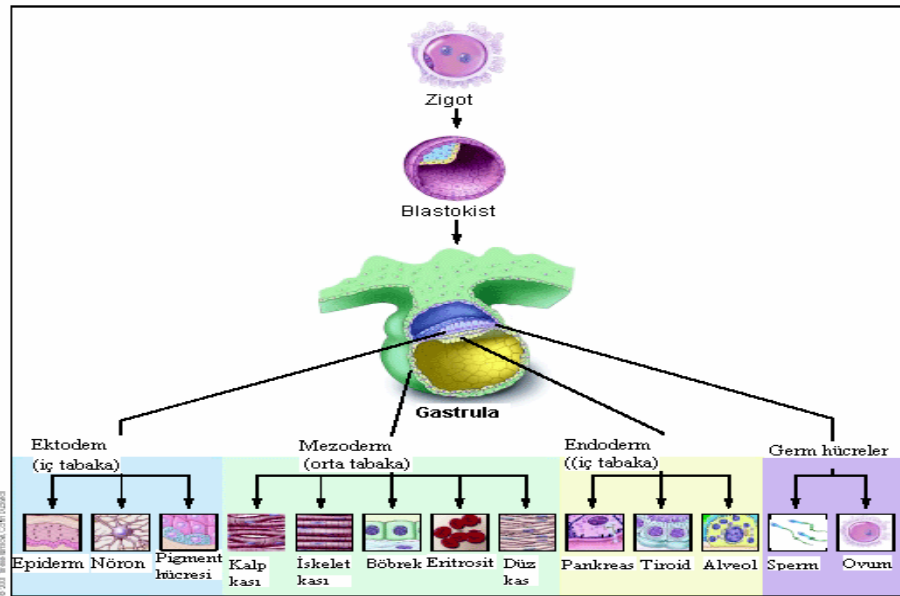 Zigot
Blastokist
Gastrula
Ektodem
(iç tabaka)
Mezoderm
(orta tabaka)
Endoderm
((iç tabaka)
Germ hücreler
Epiderm
Nöron
Pigment
hücresi
Kalp
kası
İskelet
kası
Böbrek
Eritrosit
Düz
kas
Pankreas
Tiroid
Alveol
Sperm
Ovum